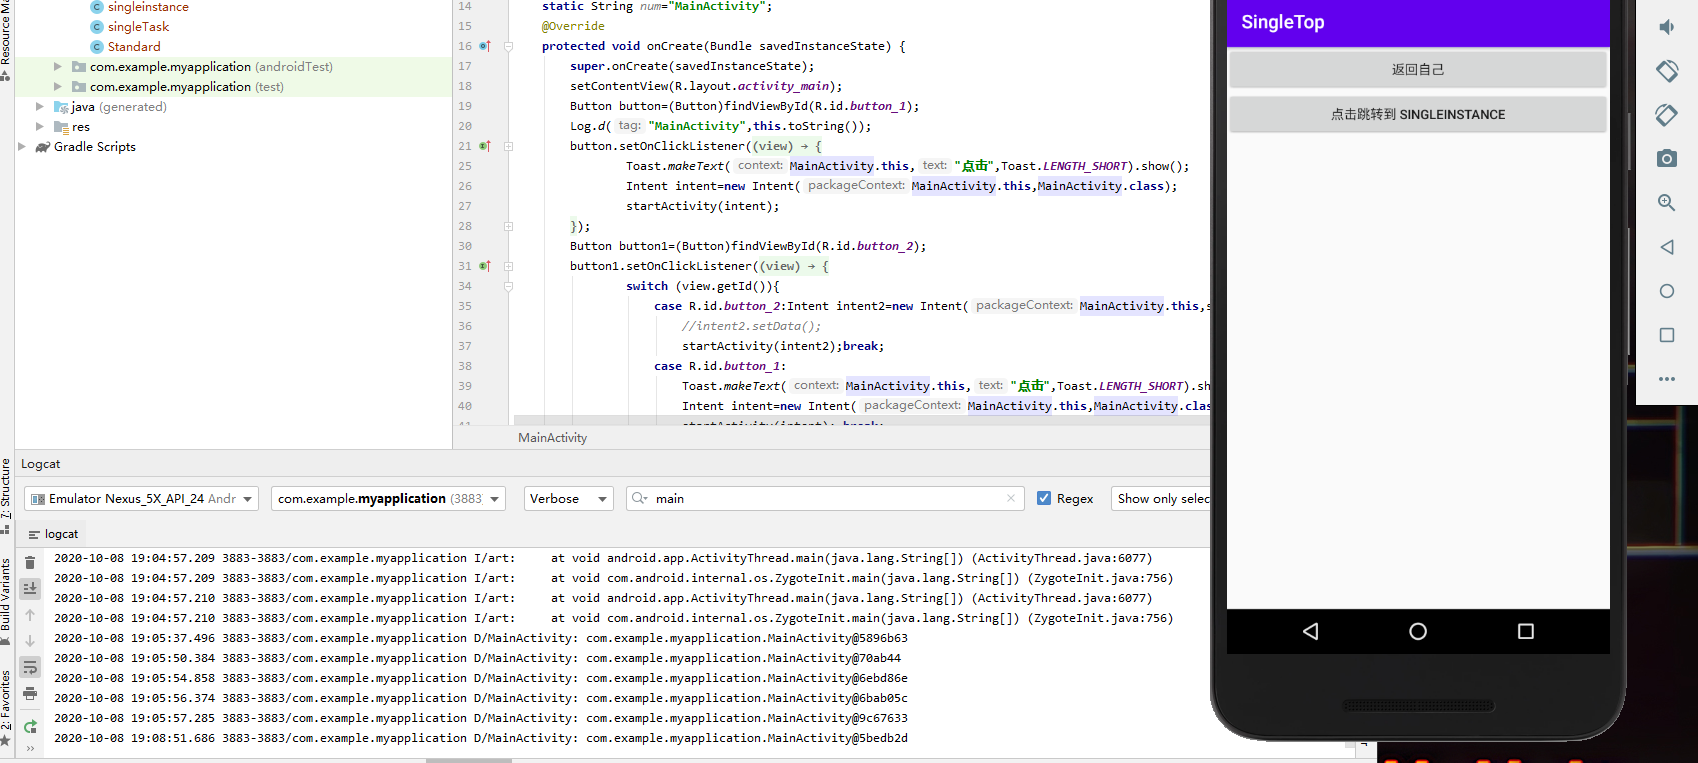 Resource Ma
singleinstance
singleTask
Standard
com.example.myapplication (androidTest)
com.example.myapplication (test)
java (generated)
res
Gradle Scripts
14 static String num="MainActivity";
15 @Override
16 protected void onCreate(Bundle savedInstanceState) {
17 super.onCreate(savedInstanceState);
18 setContentView(R.layout.activity_main);
19 Button button=(Button)findViewById(R.id.button_1);
20 Log.d( tag: "MainActivity",this.toString());
21 button.setOnClickListener((view) → {
25 Toast.makeText( context: MainActivity.this, text: "点击",Toast.LENGTH_SHORT).show();
26 Intent intent=new Intent( packageContext: MainActivity.this,MainActivity.class);
27 startActivity(intent);
28 });
30 Button button1=(Button)findViewById(R.id.button_2);
31 button1.setOnClickListener((view) → {
34 switch (view.getId()){
35 case R.id.button_2:Intent intent2=new Intent( packageContext: MainActivity.this,s
36 //intent2.setData();
37 startActivity(intent2);break;
38 case R.id.button_1:
39 Toast.makeText( context: MainActivity.this, text: "点击",Toast.LENGTH_SHORT).sh
40 Intent intent=new Intent( packageContext: MainActivity.this,MainActivity.clas
41 startActivity(intent); break;
MainActivity
SingleTop
返回自己
点击跳转到 SINGLEINSTANCE
Logcat
Emulator Nexus_5X_API_24 Andr
com.example.myapplication (3883)
Verbose
main
Regex
Show only selec
logcat
2020-10-08 19:04:57.209 3883-3883/com.example.myapplication I/art:     at void android.app.ActivityThread.main(java.lang.String[]) (ActivityThread.java:6077)
2020-10-08 19:04:57.209 3883-3883/com.example.myapplication I/art:     at void com.android.internal.os.ZygoteInit.main(java.lang.String[]) (ZygoteInit.java:756)
2020-10-08 19:04:57.210 3883-3883/com.example.myapplication I/art:     at void android.app.ActivityThread.main(java.lang.String[]) (ActivityThread.java:6077)
2020-10-08 19:04:57.210 3883-3883/com.example.myapplication I/art:     at void com.android.internal.os.ZygoteInit.main(java.lang.String[]) (ZygoteInit.java:756)
2020-10-08 19:05:37.496 3883-3883/com.example.myapplication D/MainActivity: com.example.myapplication.MainActivity@5896b63
2020-10-08 19:05:50.384 3883-3883/com.example.myapplication D/MainActivity: com.example.myapplication.MainActivity@70ab44
2020-10-08 19:05:54.858 3883-3883/com.example.myapplication D/MainActivity: com.example.myapplication.MainActivity@6ebd86e
2020-10-08 19:05:56.374 3883-3883/com.example.myapplication D/MainActivity: com.example.myapplication.MainActivity@6bab05c
2020-10-08 19:05:57.285 3883-3883/com.example.myapplication D/MainActivity: com.example.myapplication.MainActivity@9c67633
2020-10-08 19:08:51.686 3883-3883/com.example.myapplication D/MainActivity: com.example.myapplication.MainActivity@5bedb2d
7: Structure
Build Variants
2: Favorites